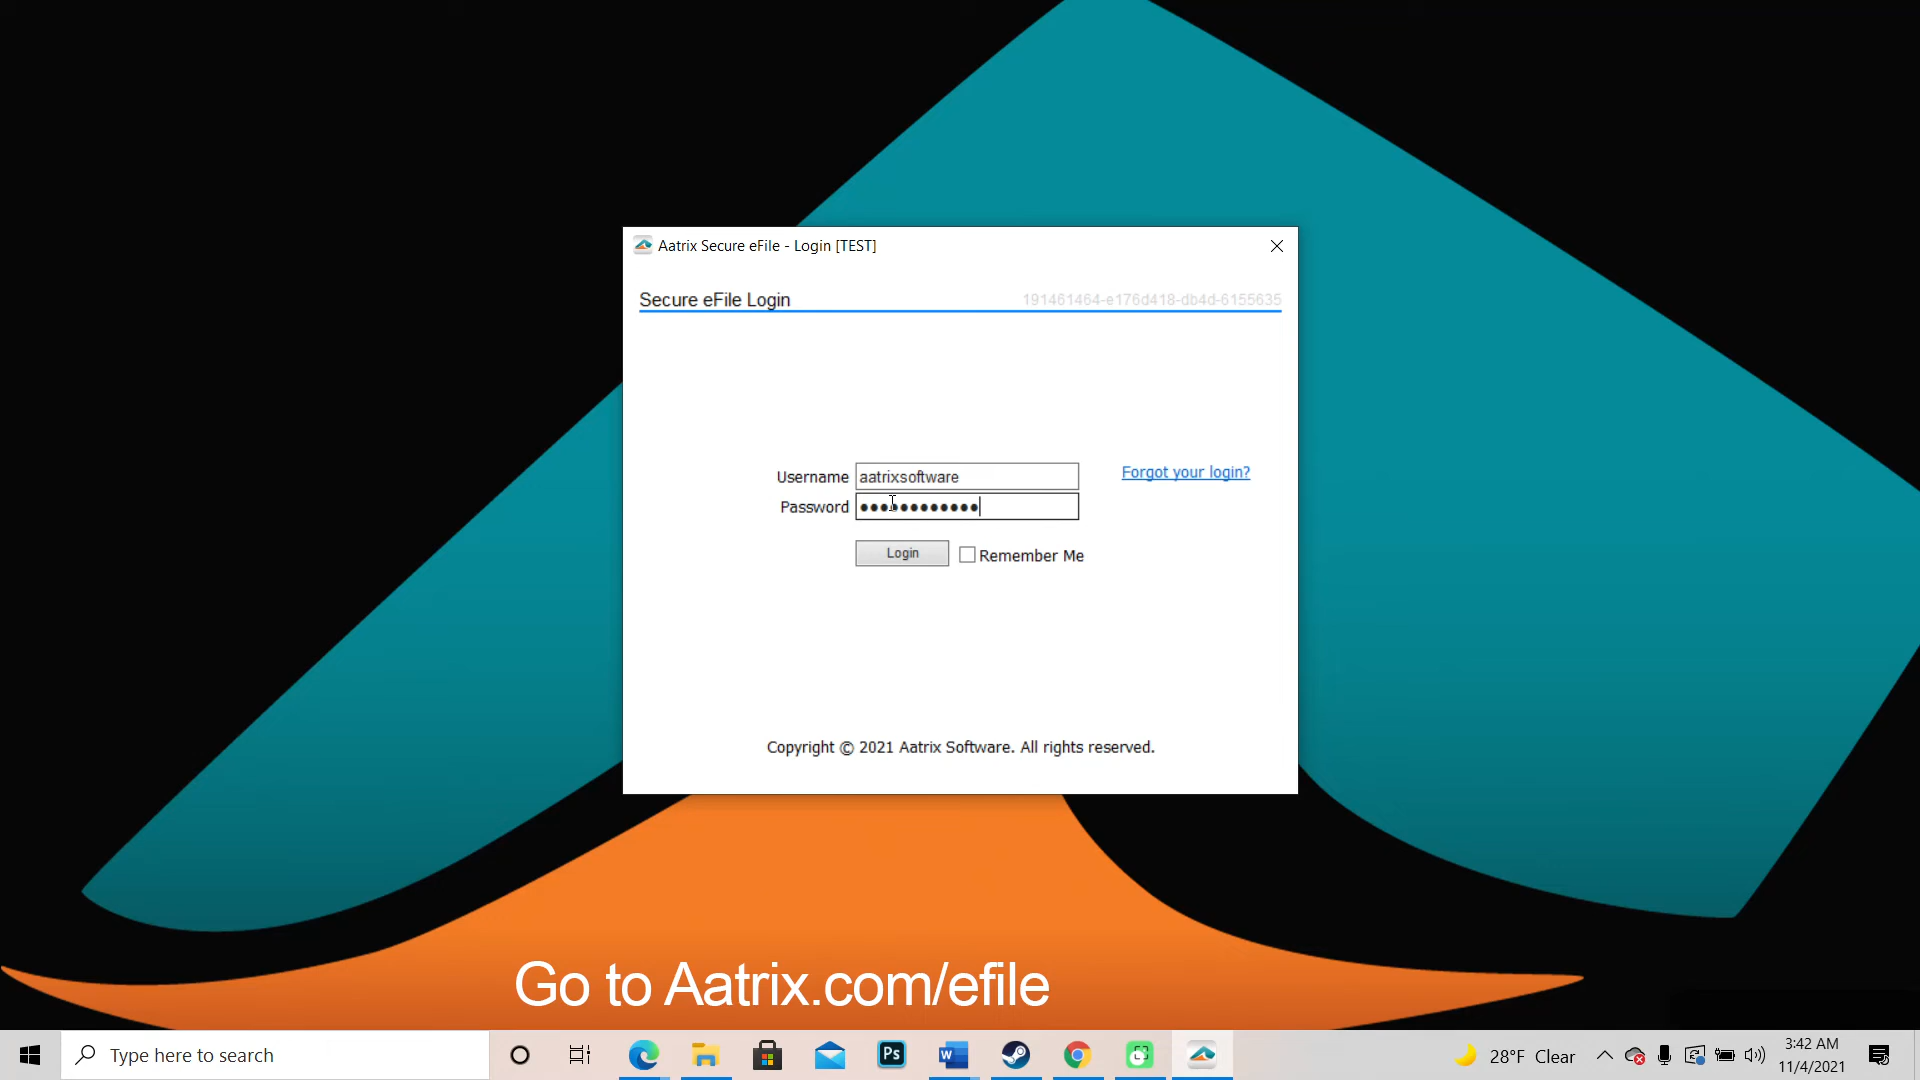 Aatrix Secure eFile - Login [TEST]
Secure eFile Login
191461464-e176d418-db4d-6155635
Username aatrixsoftware Forgot your login?
Password ●●●●●●●●●●●●
Login Remember Me
Copyright © 2021 Aatrix Software. All rights reserved.
Go to Aatrix.com/efile
Type here to search
Ps
W
28°F Clear
3:42 AM
11/4/2021